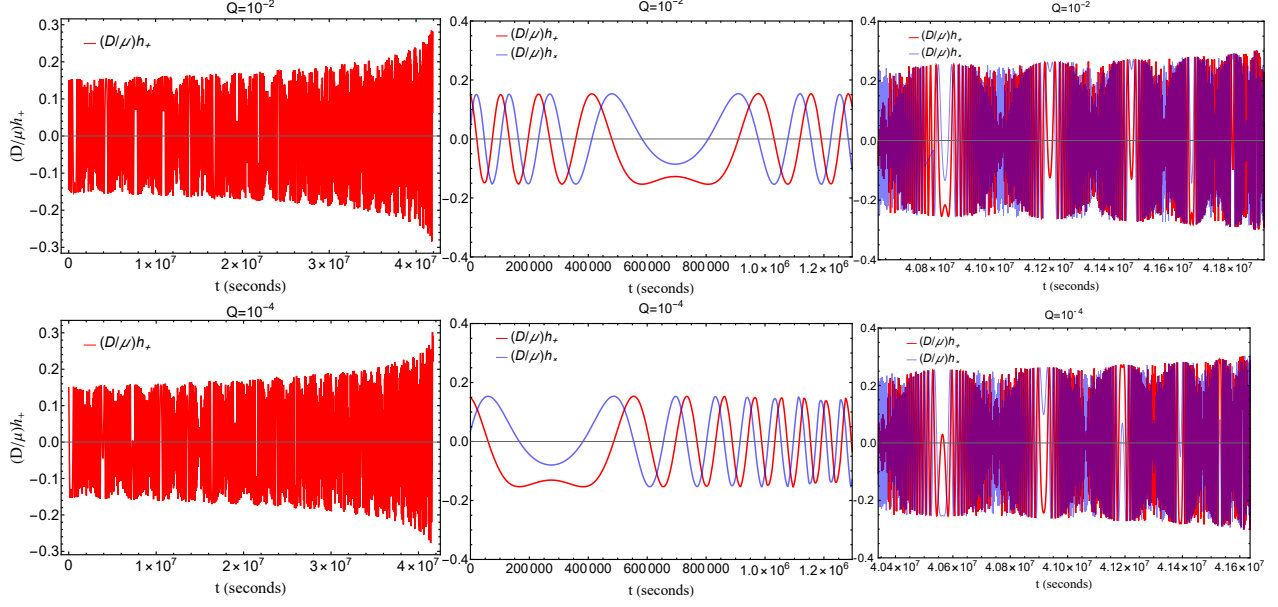 Q=10⁻²
(D/μ)h₊
(D/μ)h₊
0.3
0.2
0.1
0.0
−0.1
−0.2
−0.3
0
1×10⁷
2×10⁷
3×10⁷
4×10⁷
t (seconds)
Q=10⁻²
(D/μ)h₊
(D/μ)hₓ
0.4
0.2
0.0
−0.2
−0.4
0
200000
400000
600000
800000
1.0×10⁶
1.2×10⁶
t (seconds)
Q=10⁻²
(D/μ)h₊
(D/μ)hₓ
0.4
0.2
0.0
−0.2
−0.4
4.08×10⁷
4.10×10⁷
4.12×10⁷
4.14×10⁷
4.16×10⁷
4.18×10⁷
t (seconds)
Q=10⁻⁴
(D/μ)h₊
(D/μ)h₊
0.3
0.2
0.1
0.0
−0.1
−0.2
−0.3
0
1×10⁷
2×10⁷
3×10⁷
4×10⁷
t (seconds)
Q=10⁻⁴
(D/μ)h₊
(D/μ)hₓ
0.4
0.2
0.0
−0.2
−0.4
0
200000
400000
600000
800000
1.0×10⁶
1.2×10⁶
t (seconds)
Q=10⁻⁴
(D/μ)h₊
(D/μ)hₓ
0.4
0.2
0.0
−0.2
−0.4
4.04×10⁷
4.06×10⁷
4.08×10⁷
4.10×10⁷
4.12×10⁷
4.14×10⁷
4.16×10⁷
t (seconds)